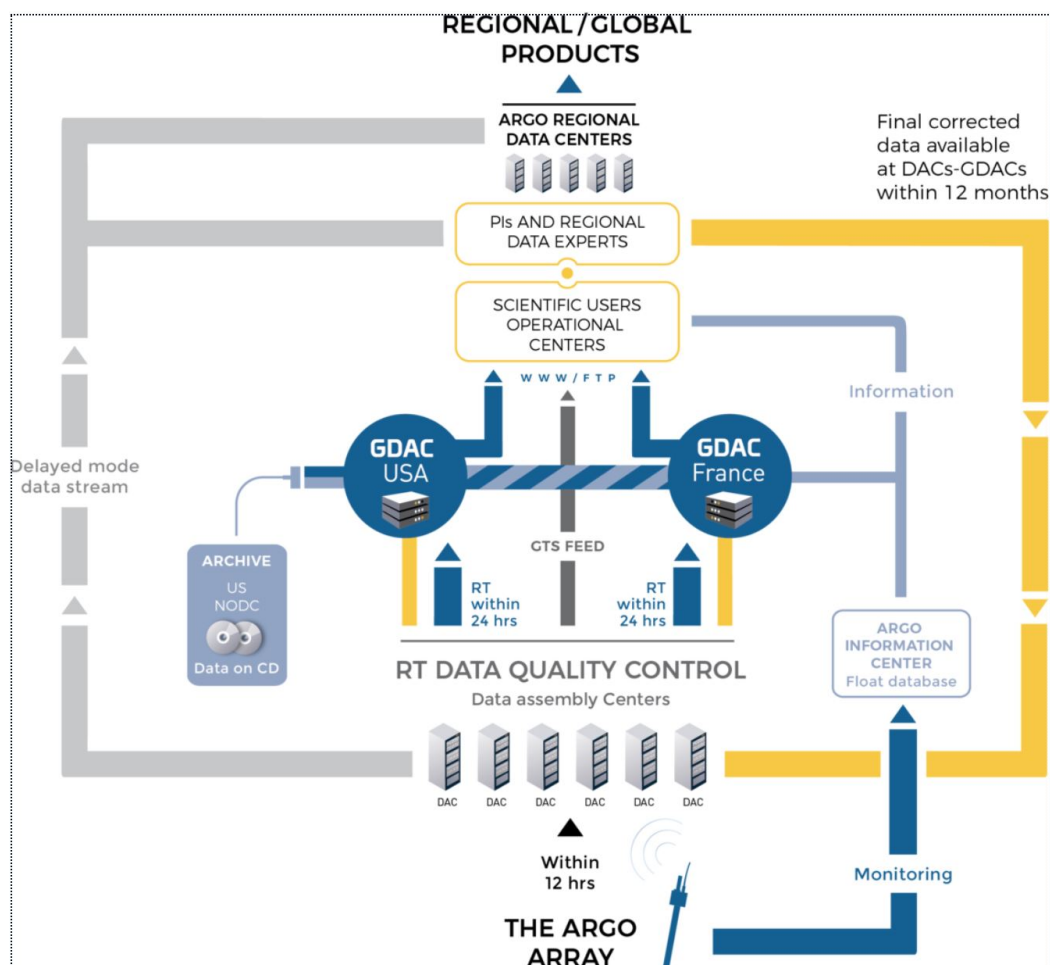 REGIONAL / GLOBAL
PRODUCTS
ARGO REGIONAL
DATA CENTERS
Final corrected
data available
at DACs-GDACs
within 12 months
PIs AND REGIONAL
DATA EXPERTS
SCIENTIFIC USERS
OPERATIONAL
CENTERS
WWW/FTP
Information
GDAC
USA
GDAC
France
Delayed mode
data stream
GTS FEED
ARCHIVE
US
NODC
Data on CD
RT
within
24 hrs
RT
within
24 hrs
ARGO
INFORMATION
CENTER
Float database
RT DATA QUALITY CONTROL
Data assembly Centers
DAC DAC DAC DAC DAC DAC
Within
12 hrs
Monitoring
THE ARGO
ARRAY